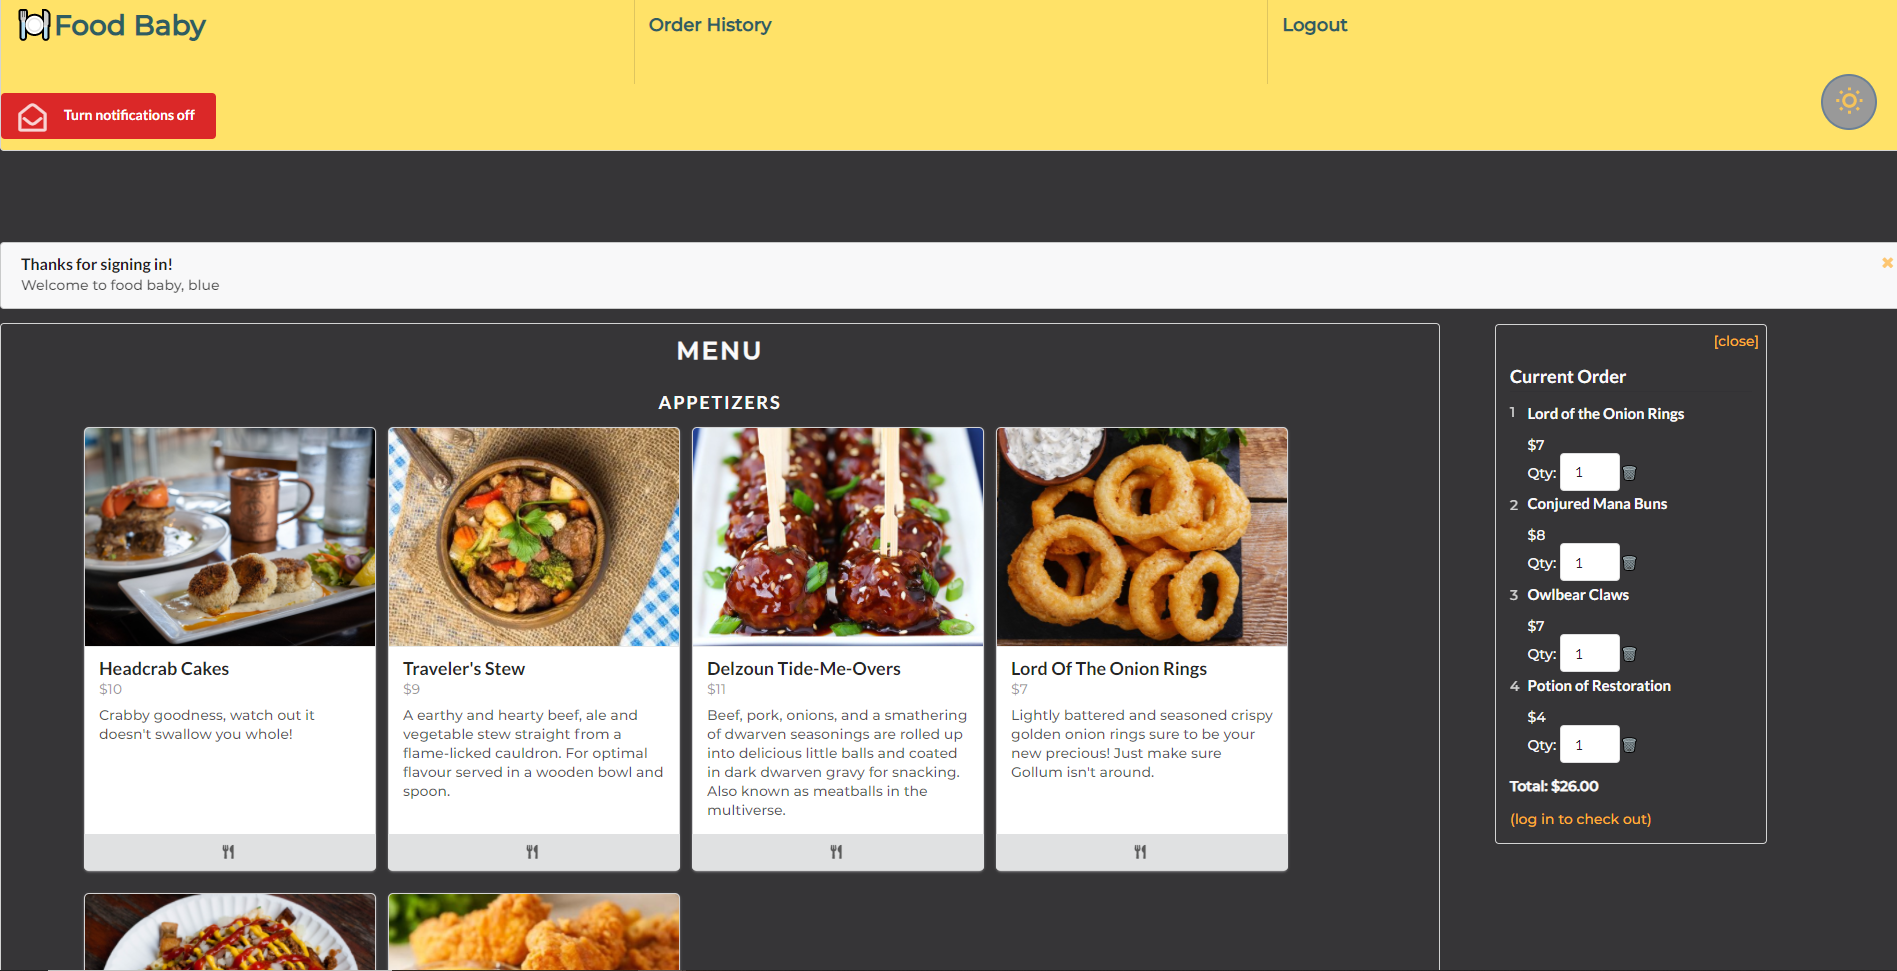 Food Baby
Order History
Logout
Turn notifications off
Thanks for signing in!
Welcome to food baby, blue
MENU
APPETIZERS
Headcrab Cakes
$10
Crabby goodness, watch out it
doesn't swallow you whole!
Traveler's Stew
$9
A earthy and hearty beef, ale and
vegetable stew straight from a
flame-licked cauldron. For optimal
flavour served in a wooden bowl and
spoon.
Delzoun Tide-Me-Overs
$11
Beef, pork, onions, and a smathering
of dwarven seasonings are rolled up
into delicious little balls and coated
in dark dwarven gravy for snacking.
Also known as meatballs in the
multiverse.
Lord Of The Onion Rings
$7
Lightly battered and seasoned crispy
golden onion rings sure to be your
new precious! Just make sure
Gollum isn't around.
[close]
Current Order
1 Lord of the Onion Rings
$7
Qty: 1
2 Conjured Mana Buns
$8
Qty: 1
3 Owlbear Claws
$7
Qty: 1
4 Potion of Restoration
$4
Qty: 1
Total: $26.00
(log in to check out)